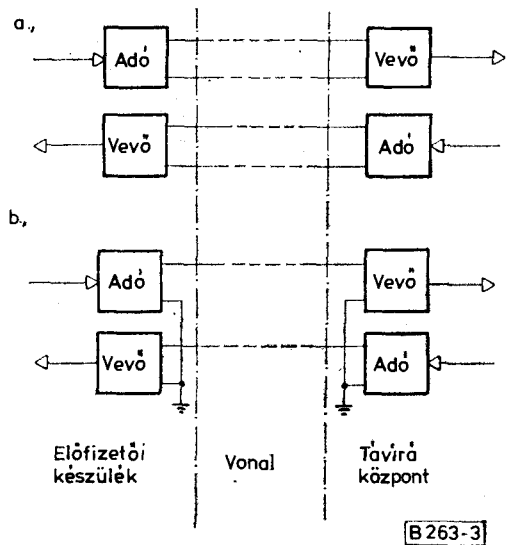 a.,
Adó Vevő
Vevő Adó
b.,
Adó Vevő
Vevő Adó
Előfizetői
készülék
Vonal
Távíró
központ
B 263-3